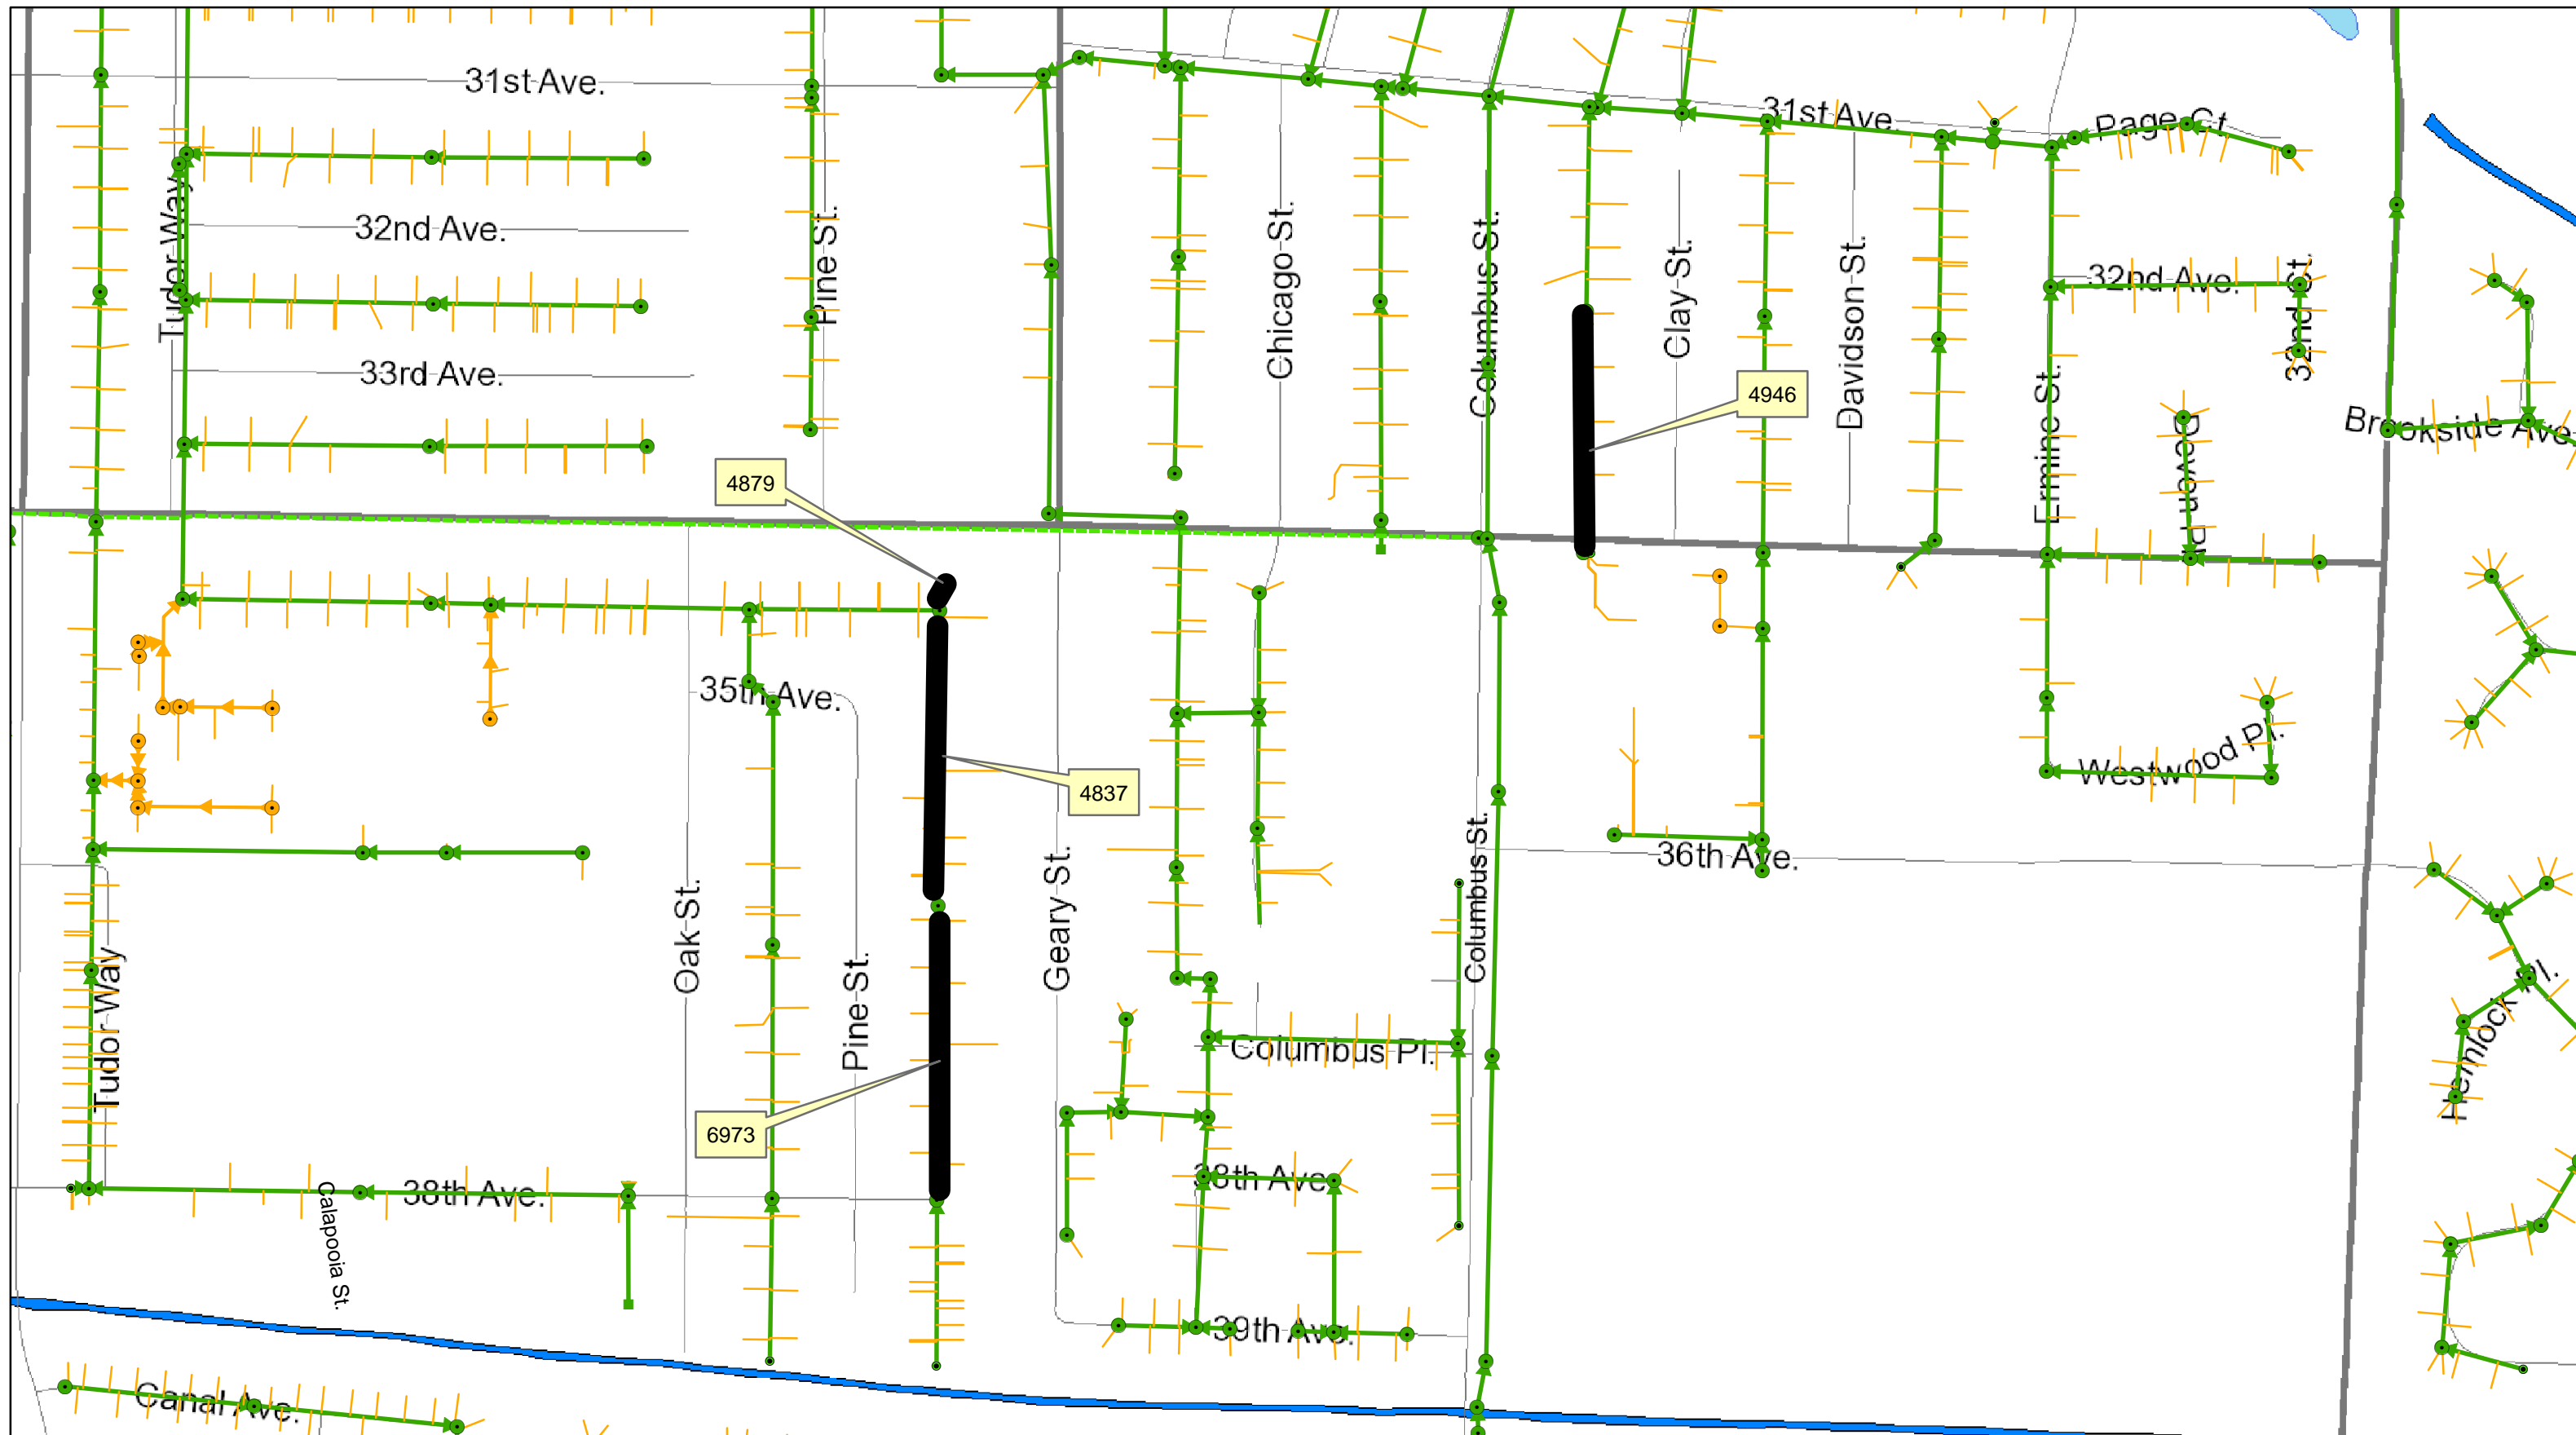 31st Ave.
31st Ave.
Page Ct.
Tudor Way
32nd Ave.
Pine St.
Chicago St.
Columbus St.
Clay St.
Davidson St.
32nd Ave.
32nd Ct.
33rd Ave.
4946
Ermine St.
Brookside Ave
Deven Pl.
4879
35th Ave.
Westwood Pl.
4837
36th Ave.
Oak St.
Geary St.
Columbus St.
Tudor Way
Pine St.
Columbus Pl.
Hemlock Pl.
6973
38th Ave.
38th Ave.
Calapooia St.
39th Ave.
Canal Ave.